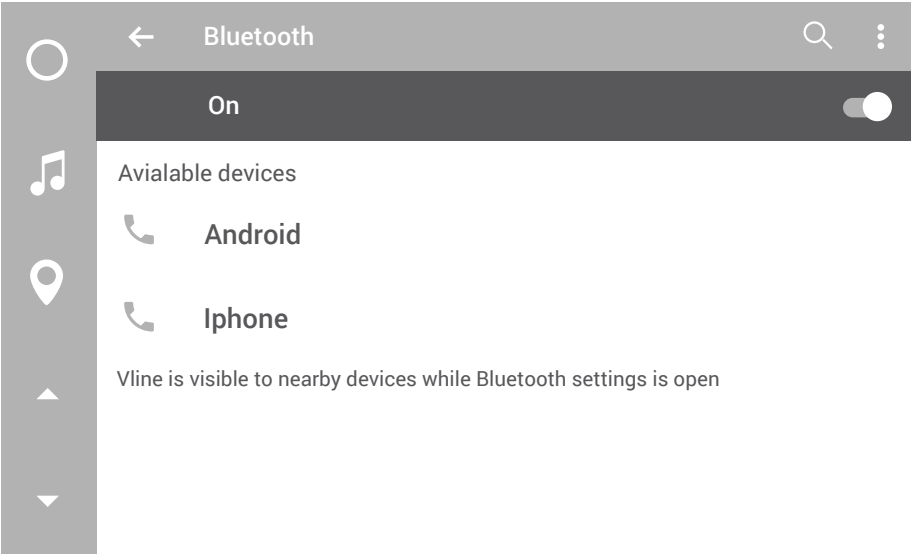 Bluetooth
On
Avialable devices
Android
Iphone
Vline is visible to nearby devices while Bluetooth settings is open